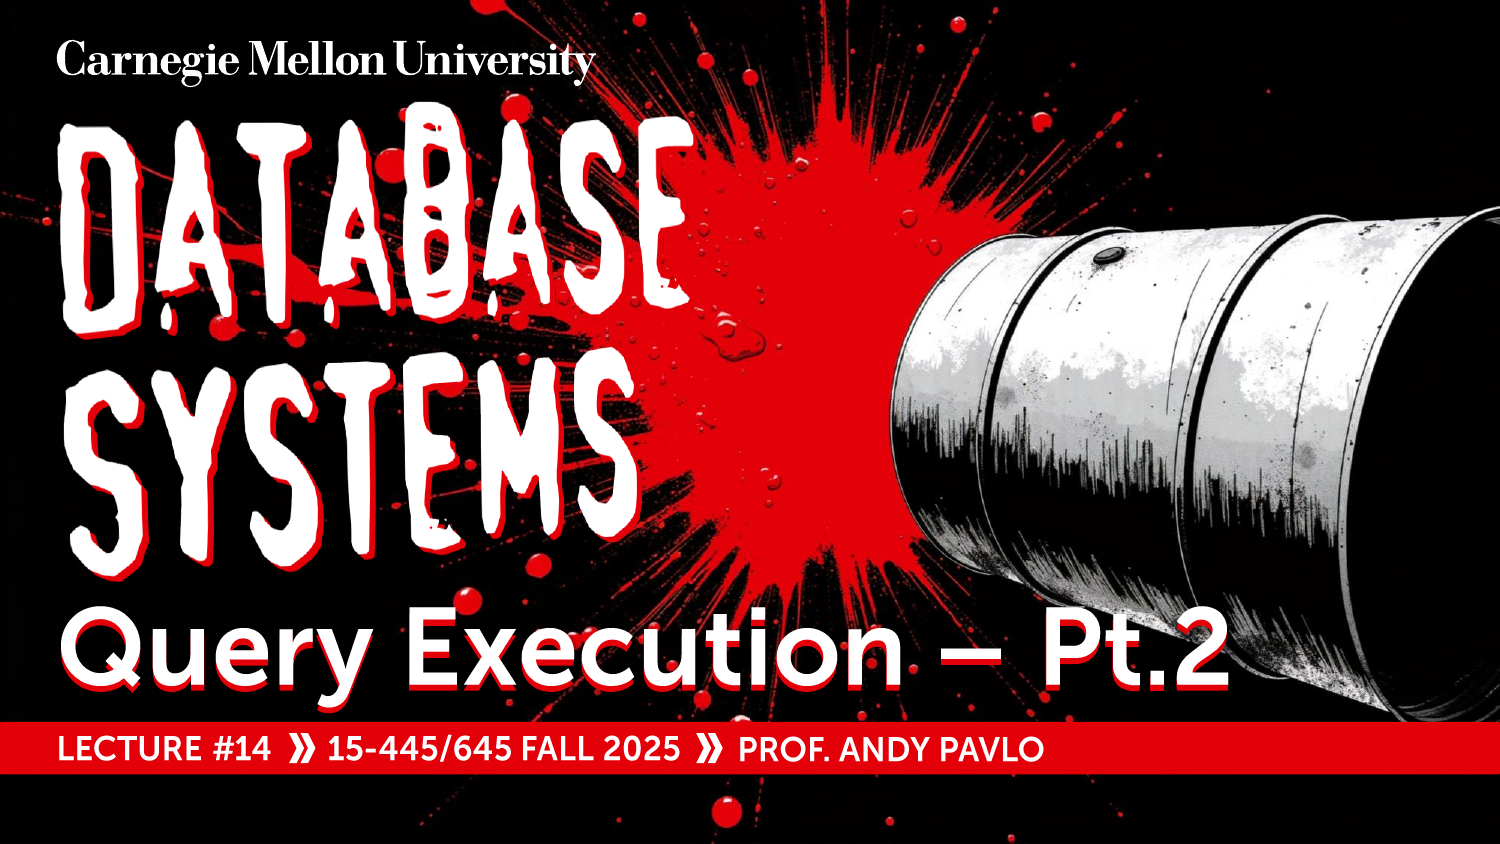 Carnegie Mellon University
DATABASE
SYSTEMS
Query Execution – Pt.2
LECTURE #14 » 15-445/645 FALL 2025 » PROF. ANDY PAVLO